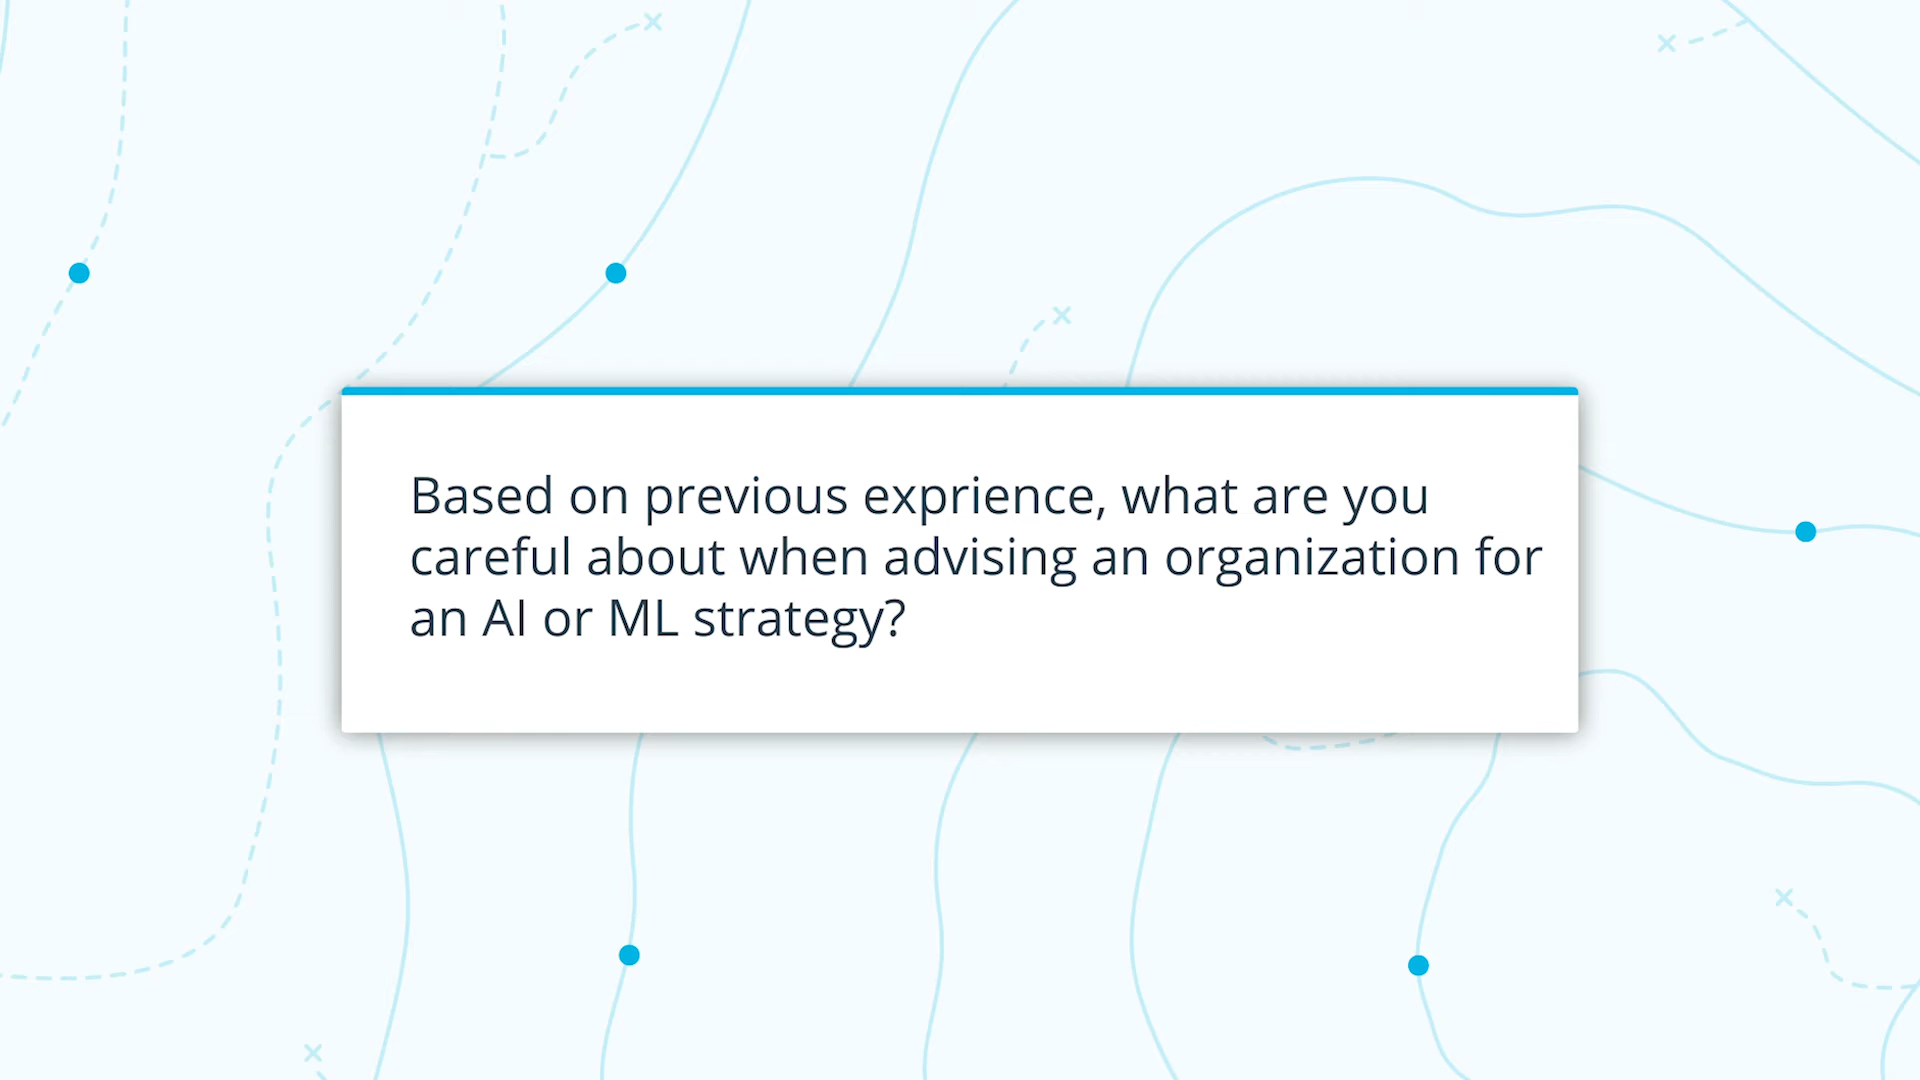 Based on previous exprience, what are you
careful about when advising an organization for
an AI or ML strategy?